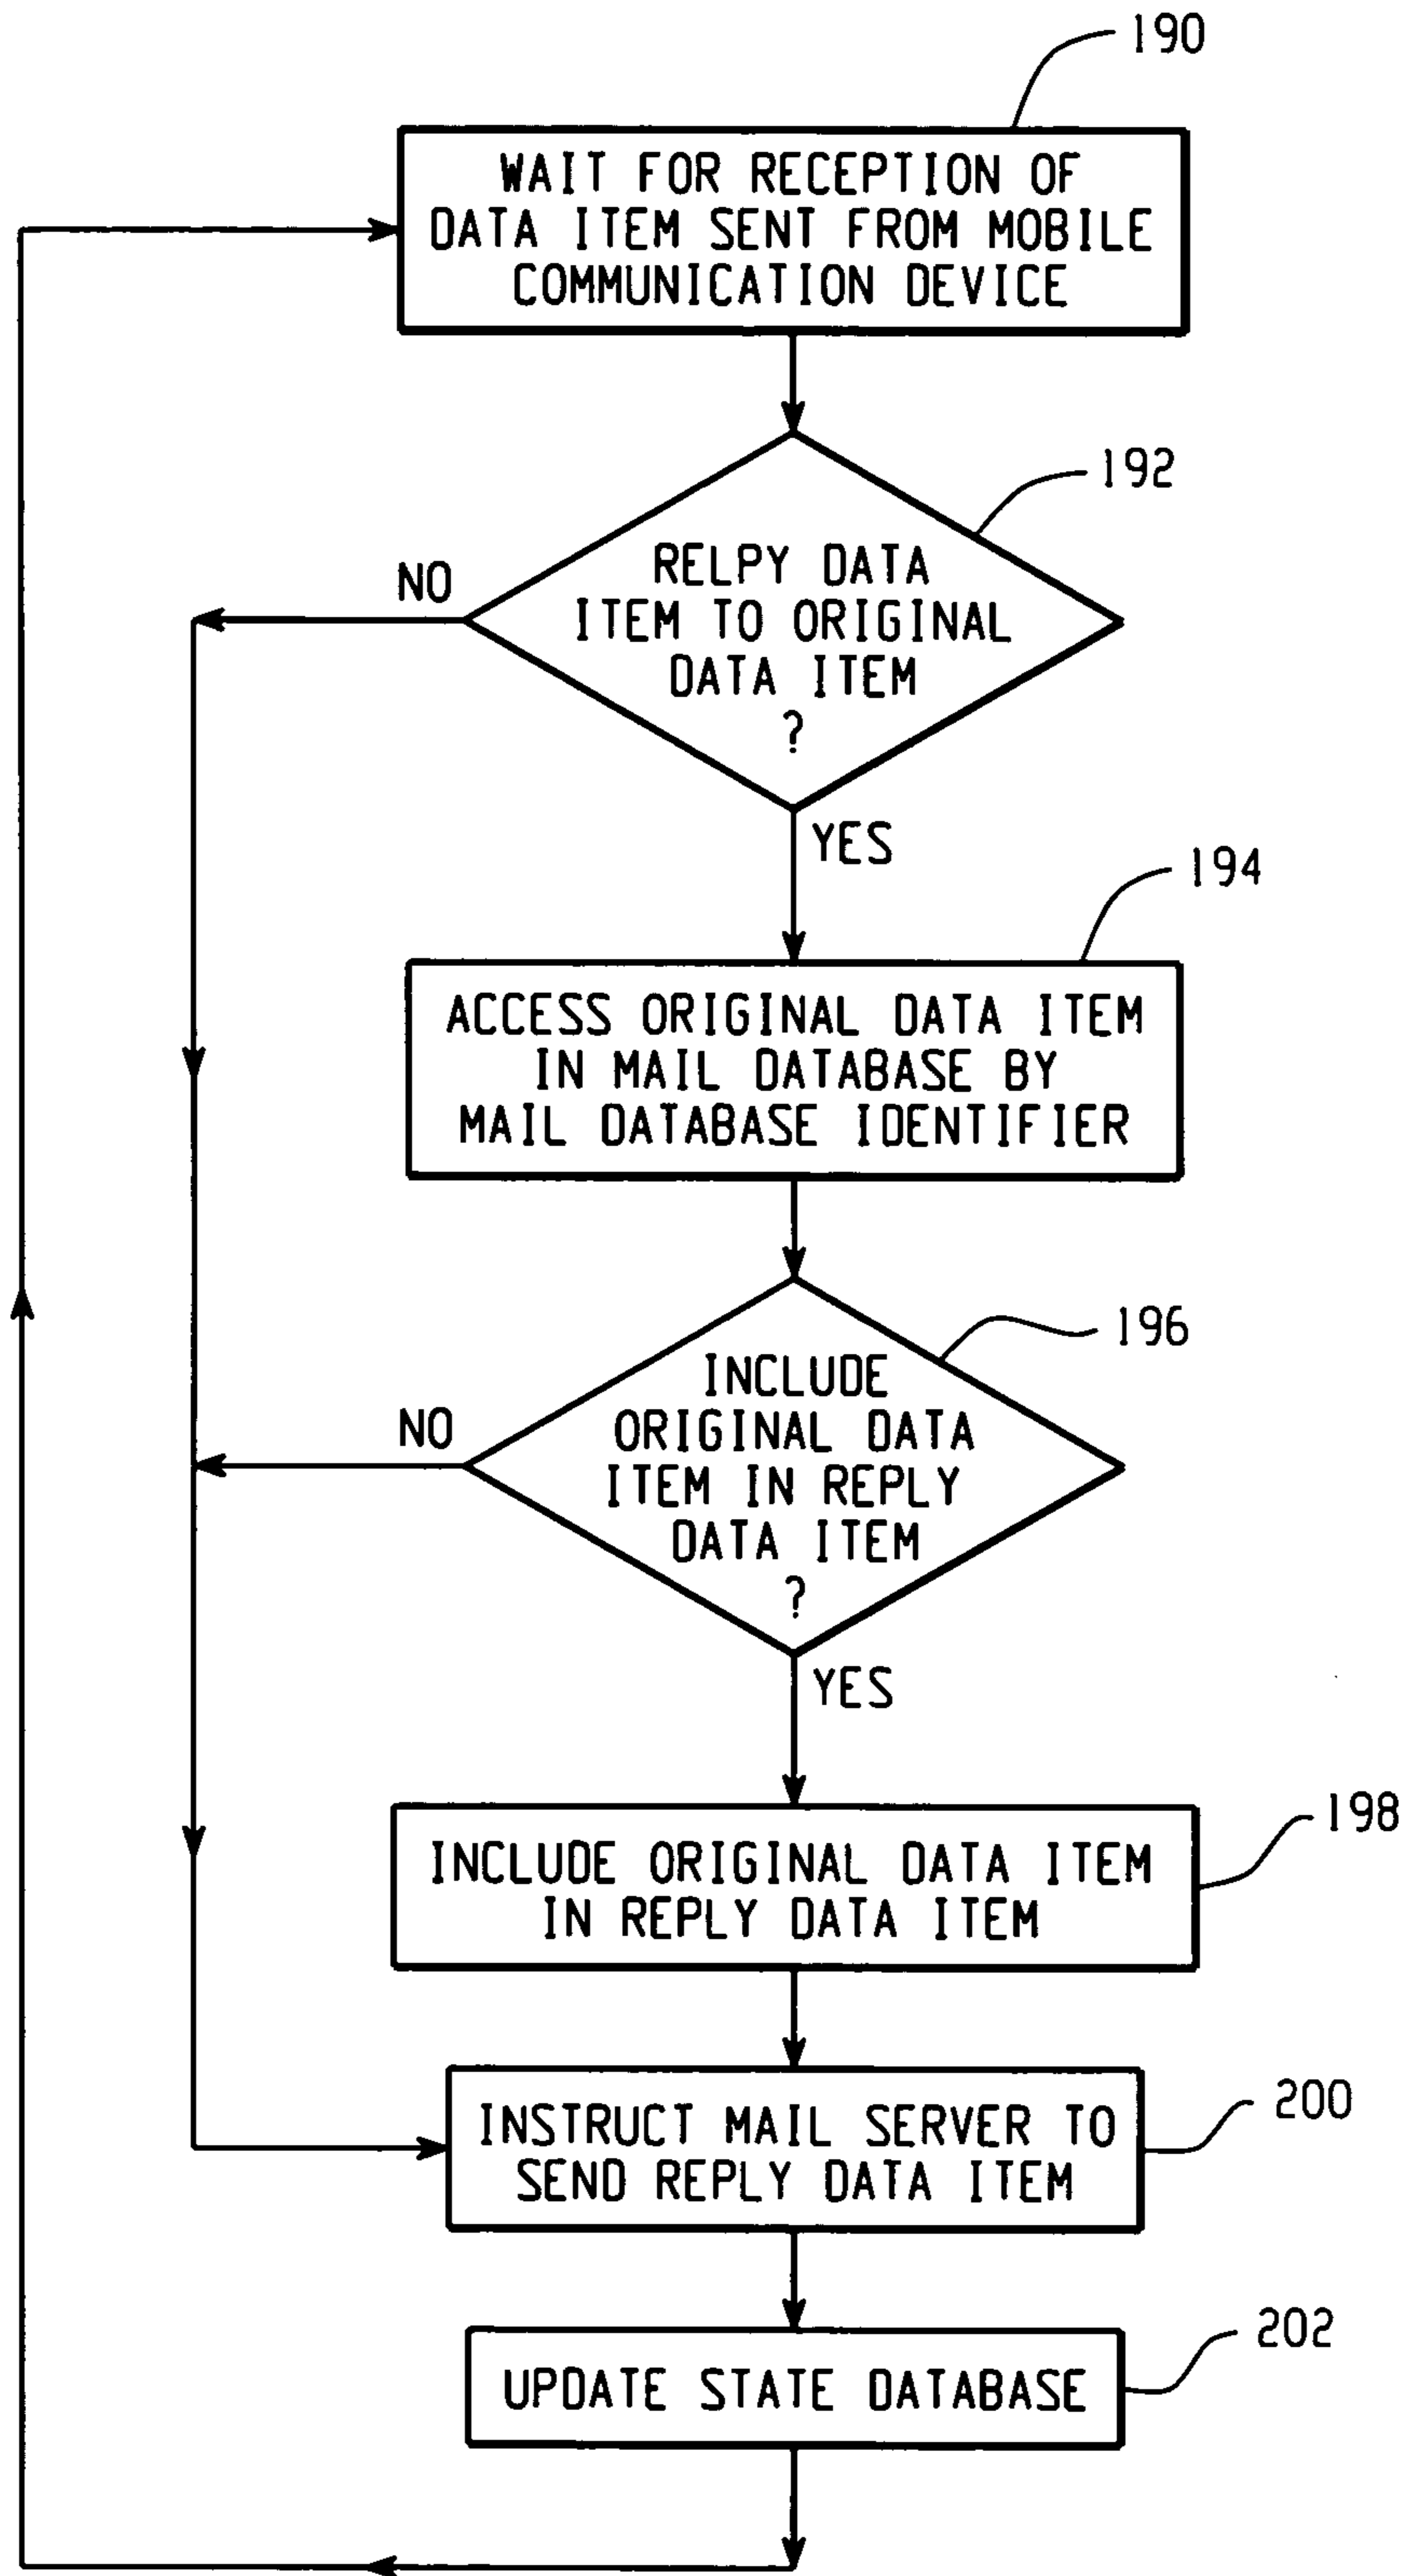 190
WAIT FOR RECEPTION OF
DATA ITEM SENT FROM MOBILE
COMMUNICATION DEVICE
192
RELPY DATA
ITEM TO ORIGINAL
DATA ITEM
?
NO
YES
194
ACCESS ORIGINAL DATA ITEM
IN MAIL DATABASE BY
MAIL DATABASE IDENTIFIER
196
INCLUDE
ORIGINAL DATA
ITEM IN REPLY
DATA ITEM
?
NO
YES
198
INCLUDE ORIGINAL DATA ITEM
IN REPLY DATA ITEM
200
INSTRUCT MAIL SERVER TO
SEND REPLY DATA ITEM
202
UPDATE STATE DATABASE